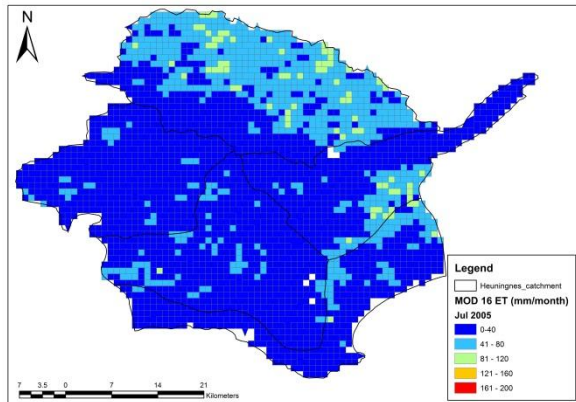 N
Legend
Heuningnes_catchment
MOD 16 ET (mm/month)
Jul 2005
0-40
41 - 80
81 - 120
121 - 160
161 - 200
7 3.5 0 7 14 21
Kilometers